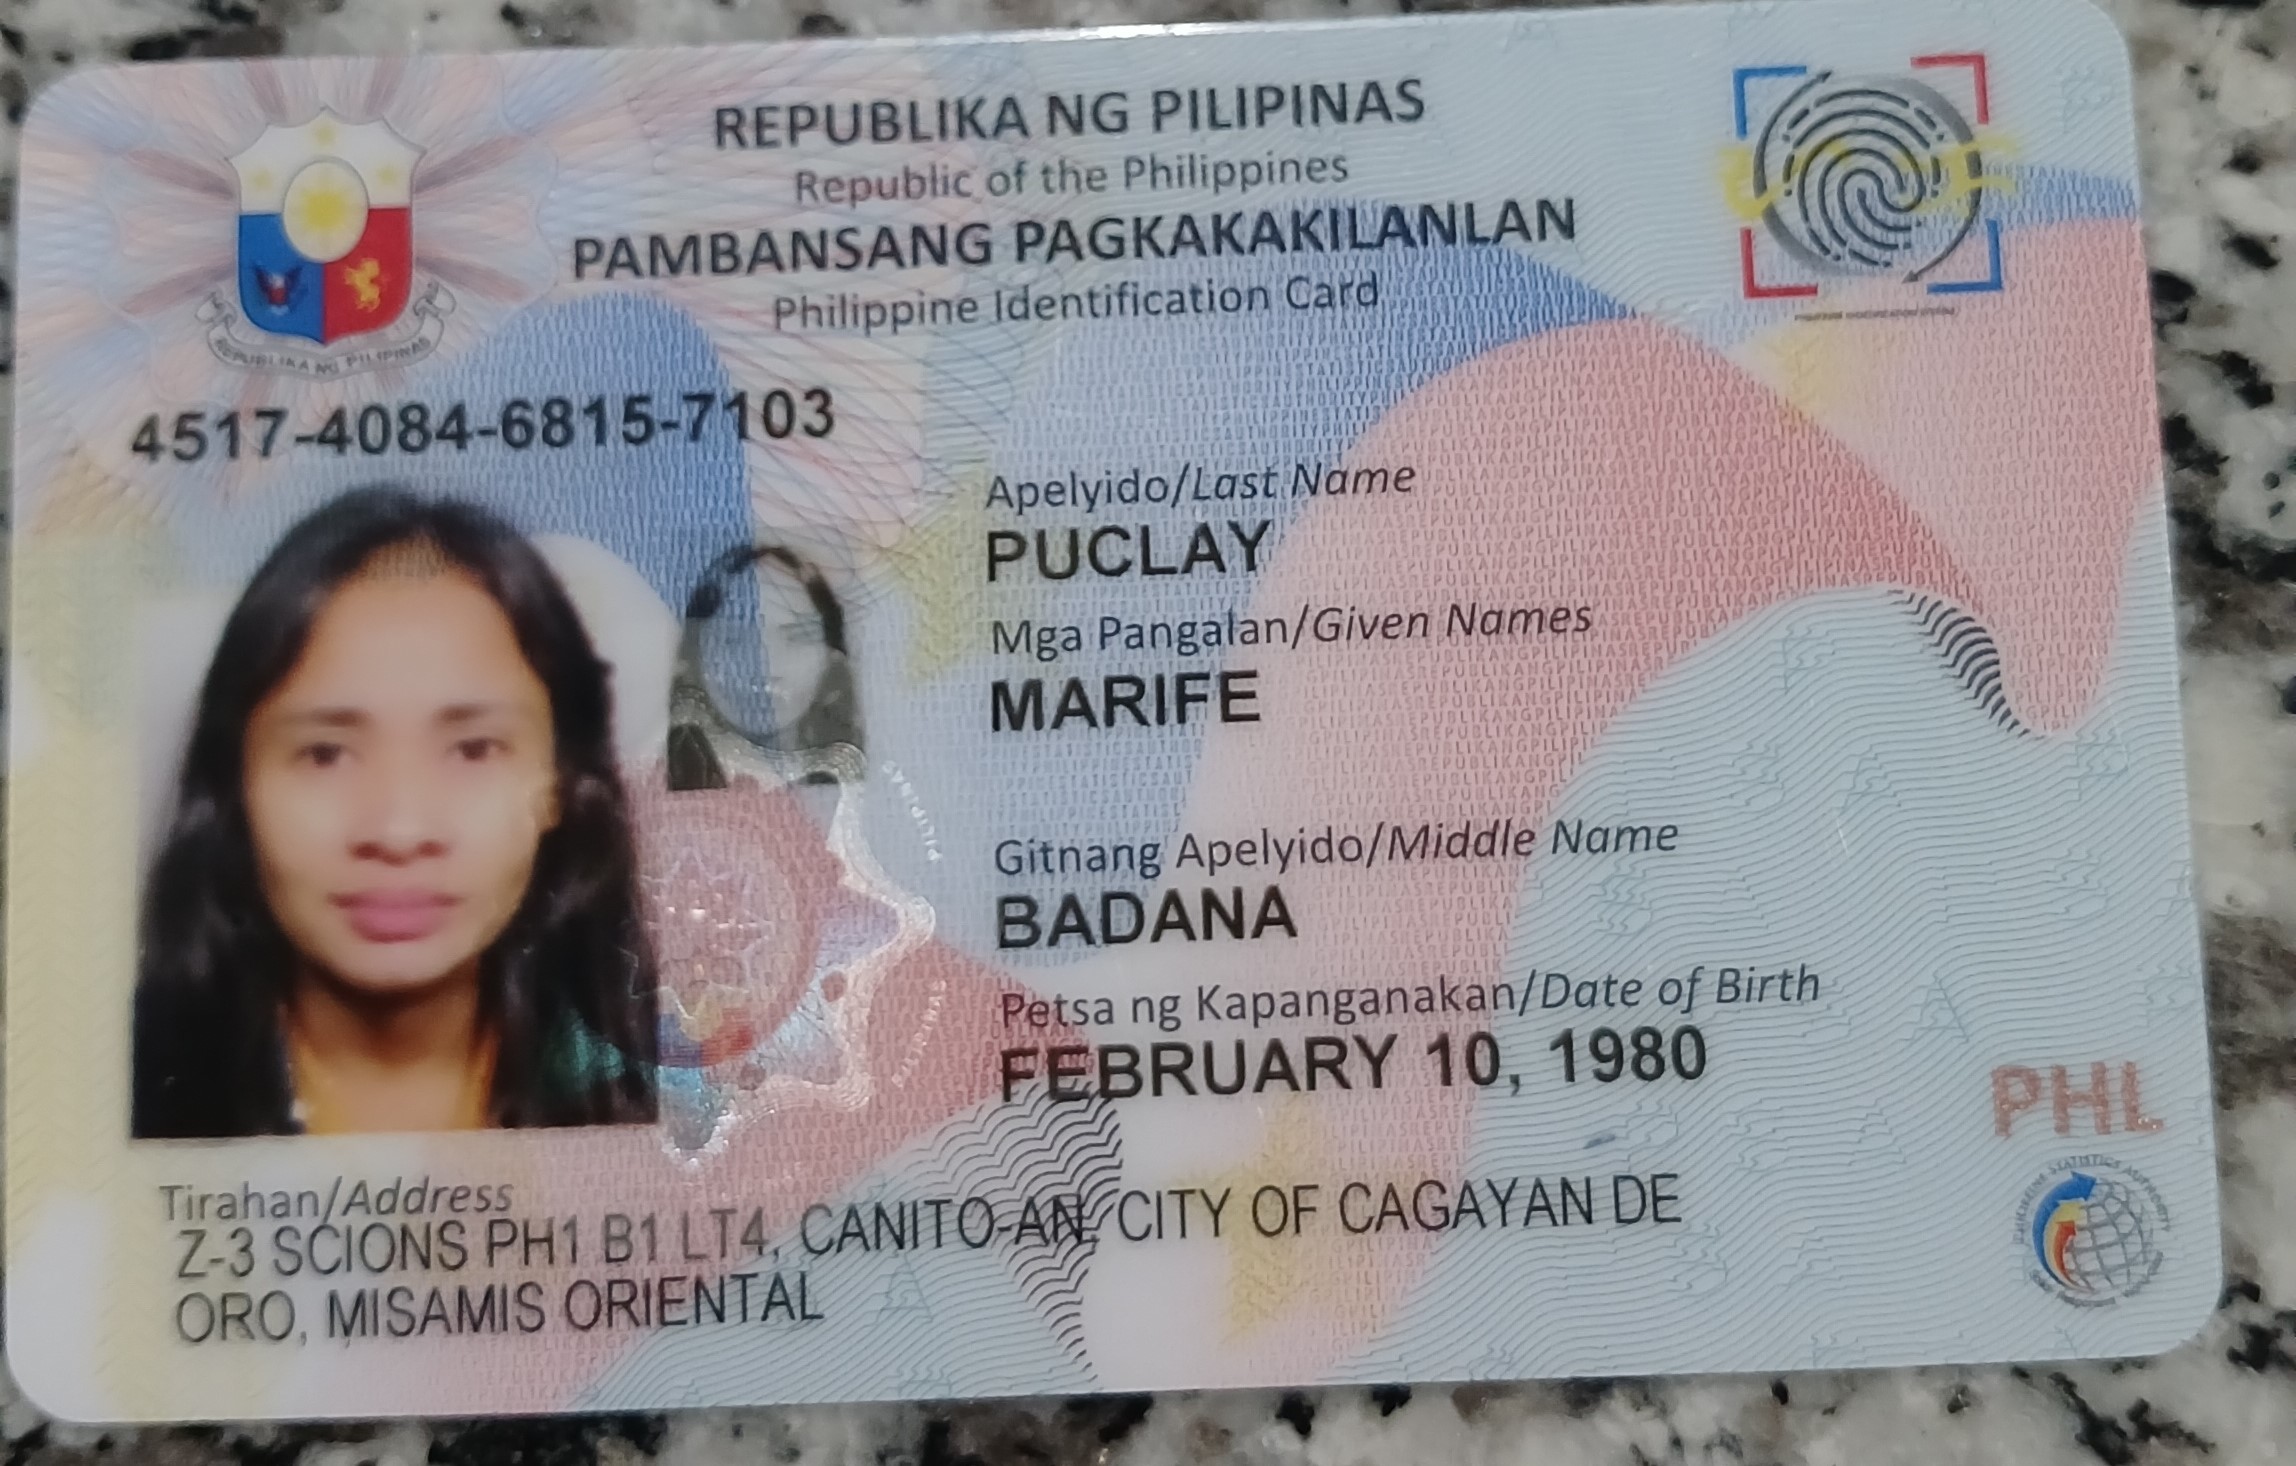 REPUBLIKA NG PILIPINAS
Republic of the Philippines
PAMBANSANG PAGKAKAKILANLAN
Philippine Identification Card
REPUBLIKA NG PILIPINAS
4517-4084-6815-7103
Apelyido/Last Name
PUCLAY
Mga Pangalan/Given Names
MARIFE
Gitnang Apelyido/Middle Name
BADANA
Petsa ng Kapanganakan/Date of Birth
FEBRUARY 10, 1980
PHL
Tirahan/Address
Z-3 SCIONS PH1 B1 LT4, CANITO-AN, CITY OF CAGAYAN DE
ORO, MISAMIS ORIENTAL